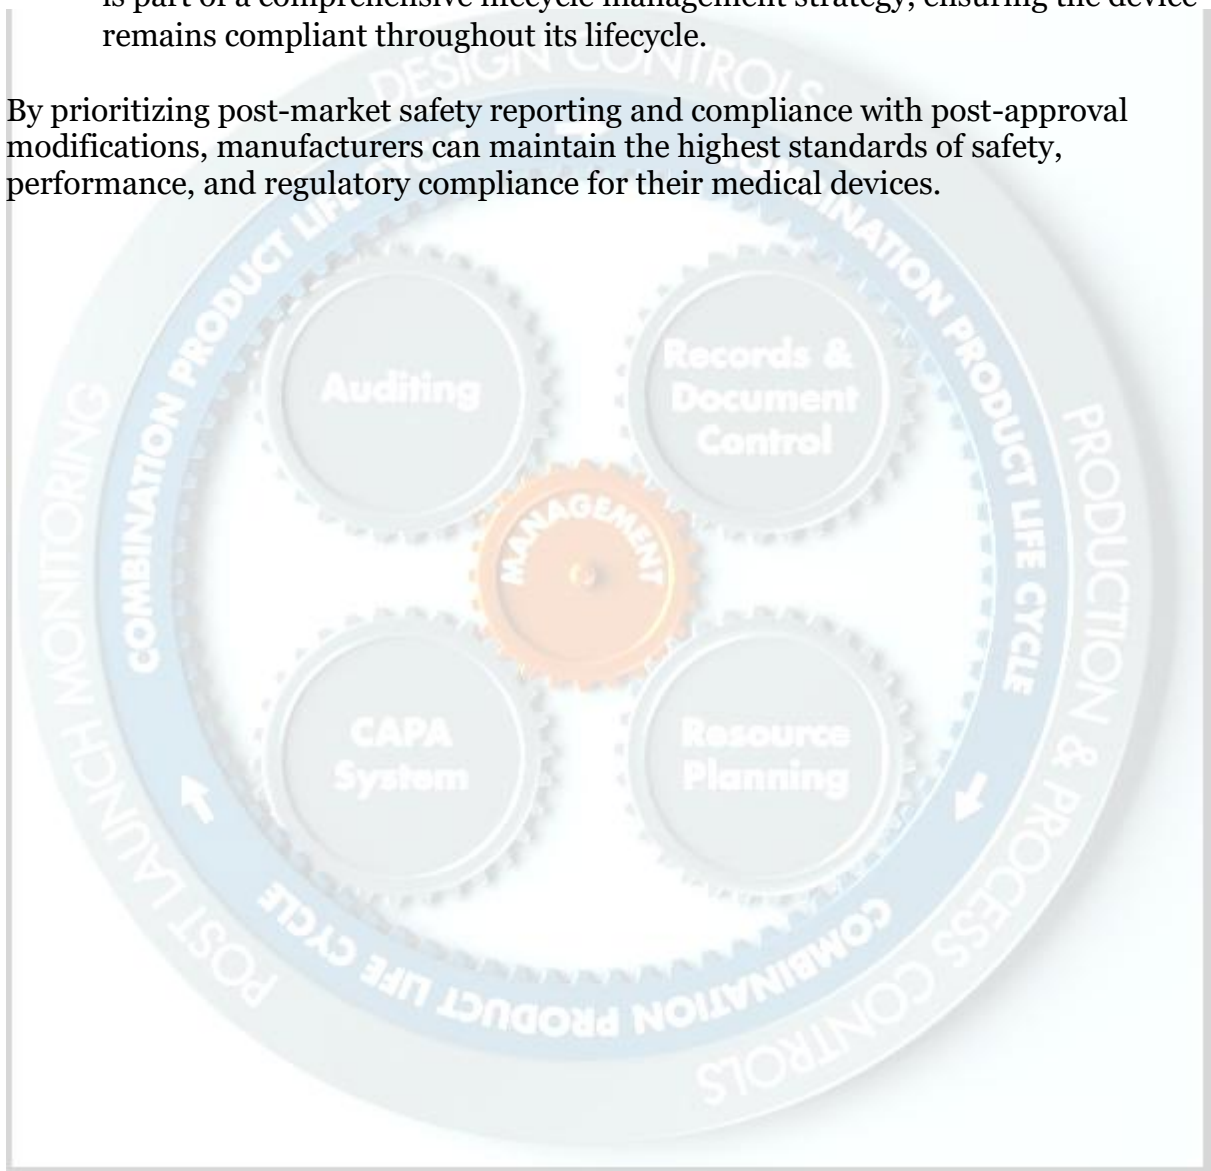 is part of a comprehensive lifecycle management strategy, ensuring the device
remains compliant throughout its lifecycle.
By prioritizing post-market safety reporting and compliance with post-approval
modifications, manufacturers can maintain the highest standards of safety,
performance, and regulatory compliance for their medical devices.
DESIGN CONTROLS
COMBINATION PRODUCT LIFE CYCLE
COMBINATION PRODUCT LIFE CYCLE
Auditing
Records &
Document
Control
MANAGEMENT
POST LAUNCH MONITORING
PRODUCTION & PROCESS CONTROLS
CAPA
System
Resource
Planning
COMBINATION PRODUCT LIFE CYCLE